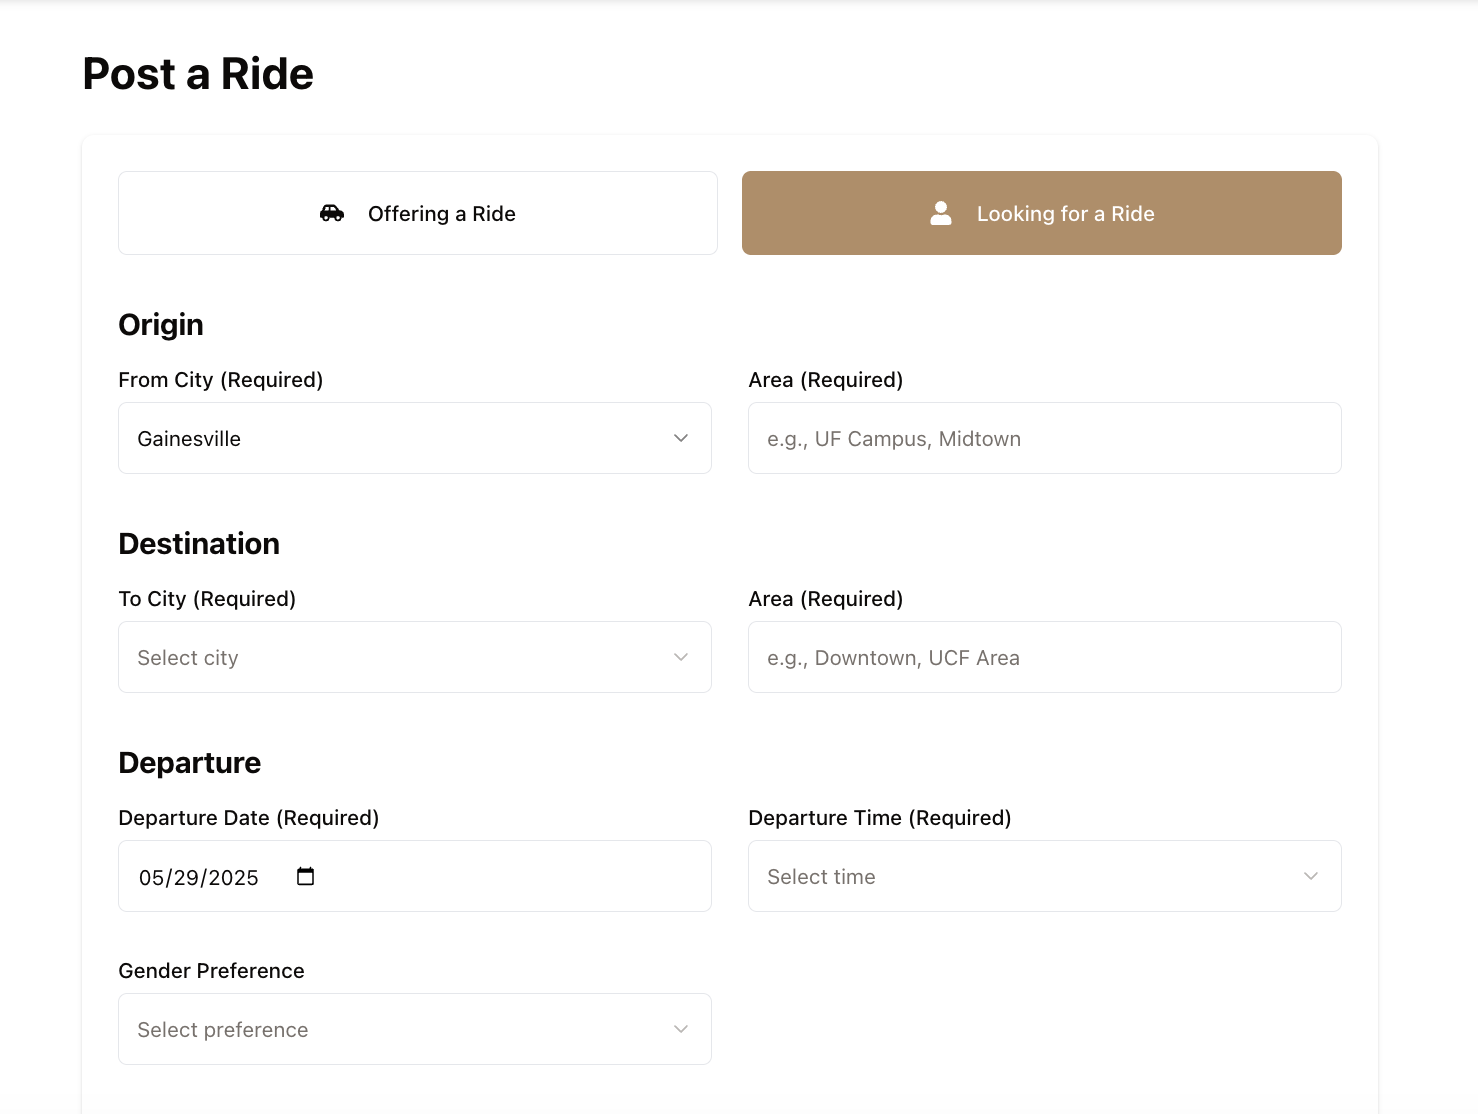 Post a Ride
Offering a Ride
Looking for a Ride
Origin
From City (Required)
Area (Required)
Gainesville
e.g., UF Campus, Midtown
Destination
To City (Required)
Area (Required)
Select city
e.g., Downtown, UCF Area
Departure
Departure Date (Required)
Departure Time (Required)
05/29/2025
Select time
Gender Preference
Select preference